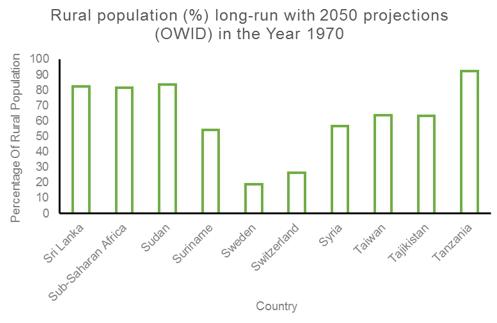 Rural population (%) long-run with 2050 projections
(OWID) in the Year 1970
Percentage Of Rural Population
100
90
80
70
60
50
40
30
20
10
0
Sri Lanka
Sub-Saharan Africa
Sudan
Suriname
Sweden
Switzerland
Syria
Taiwan
Tajikistan
Tanzania
Country